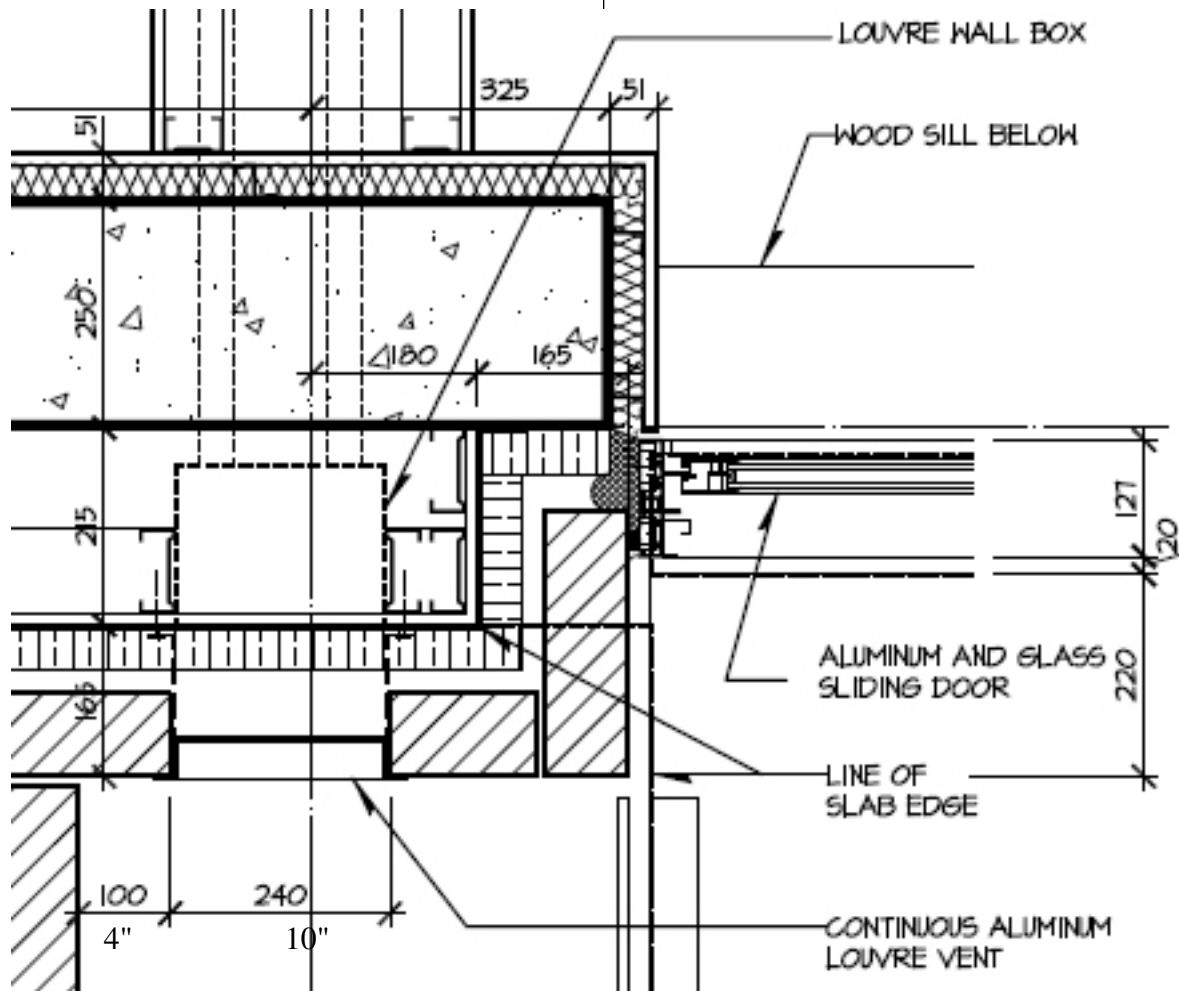 LOUVRE WALL BOX
325
51
51
WOOD SILL BELOW
250
180
165
215
127
20
ALUMINUM AND GLASS
SLIDING DOOR
220
165
LINE OF
SLAB EDGE
100
240
4"
10"
CONTINUOUS ALUMINUM
LOUVRE VENT